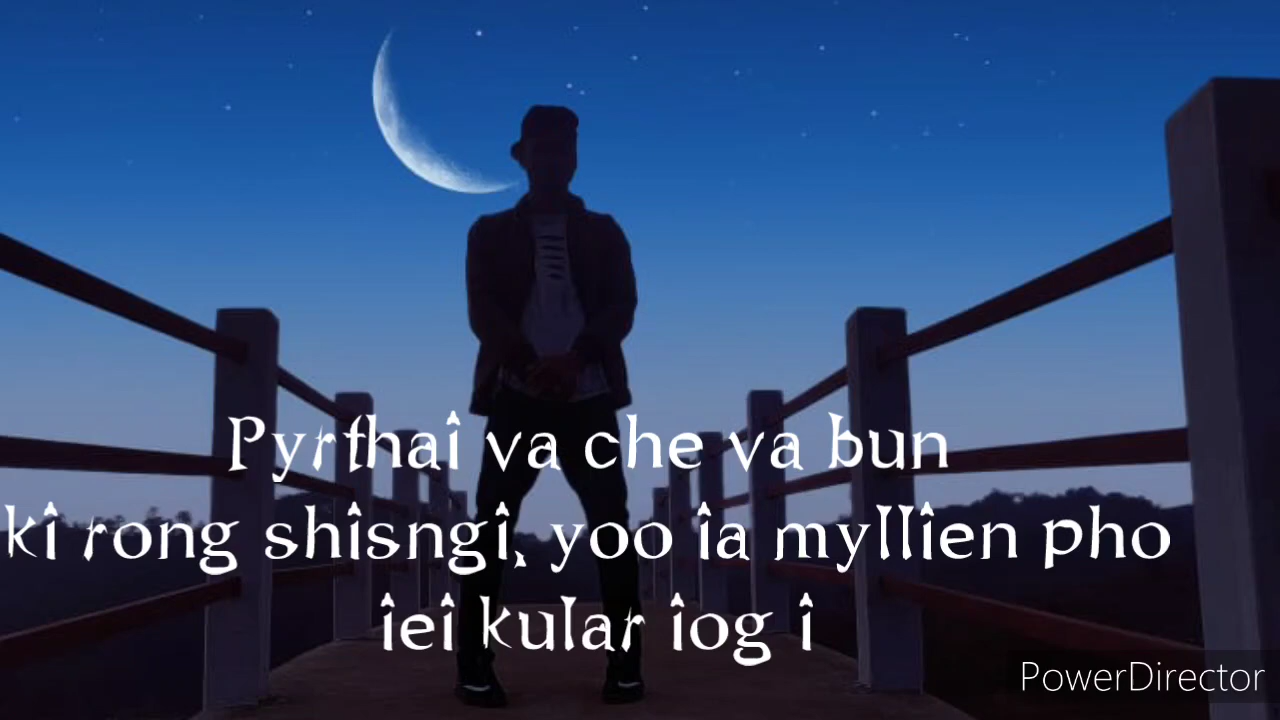 Pyrthai va che va bun
ki rong shisngi, yoo ia myllien pho
iei kular iog i
PowerDirector